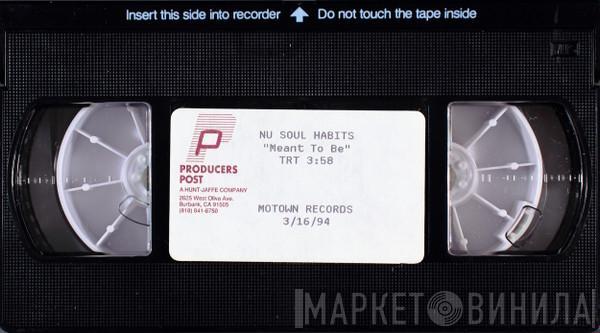 Insert this side into recorder Do not touch the tape inside
PRODUCERS
POST
A HUNT-JAFFE COMPANY
2625 West Olive Ave.
Burbank, CA 91505
(818) 841-8750
NU SOUL HABITS
"Meant To Be"
TRT 3:58
MOTOWN RECORDS
3/16/94
МАРКЕТ ВИНИЛА